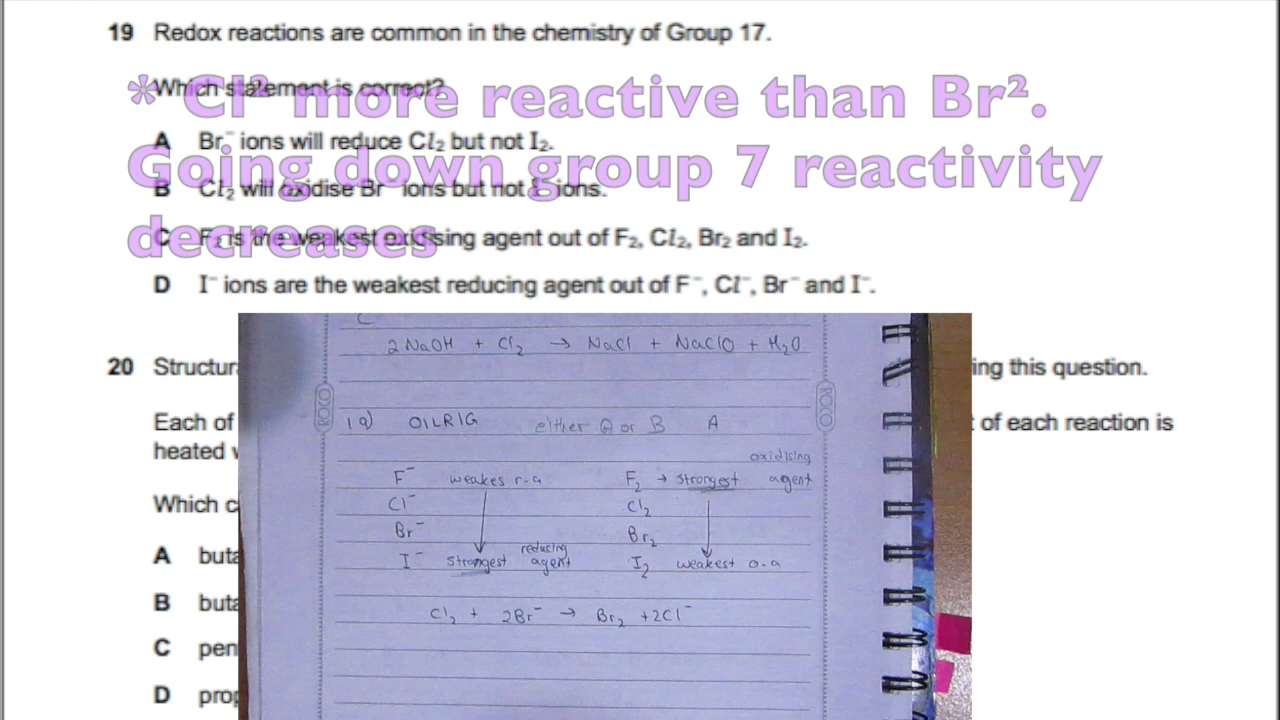 19 Redox reactions are common in the chemistry of Group 17.
Which statement is correct?
* Cl² more reactive than Br².
A Br⁻ ions will reduce Cl₂ but not I₂.
Going down group 7 reactivity
B Cl₂ will oxidise Br⁻ ions but not I⁻ ions.
decreases
C F₂ is the weakest oxidising agent out of F₂, Cl₂, Br₂ and I₂.
D I⁻ ions are the weakest reducing agent out of F⁻, Cl⁻, Br⁻ and I⁻.
C
2NaOH + Cl₂ → NaCl + NaClO + H₂O
20 Structur ing this question.
ROCO ROCO
19) OILRIG either A or B A
Each of t of each reaction is
heated w
oxidising
F⁻ weakes r-a F₂ → strongest agent
Cl⁻ Cl₂
Which c
Br⁻ Br₂
reducing
I⁻ strongest agent I₂ weakest o-a
A buta
B buta
Cl₂ + 2Br⁻ → Br₂ + 2Cl⁻
C pen
D prop